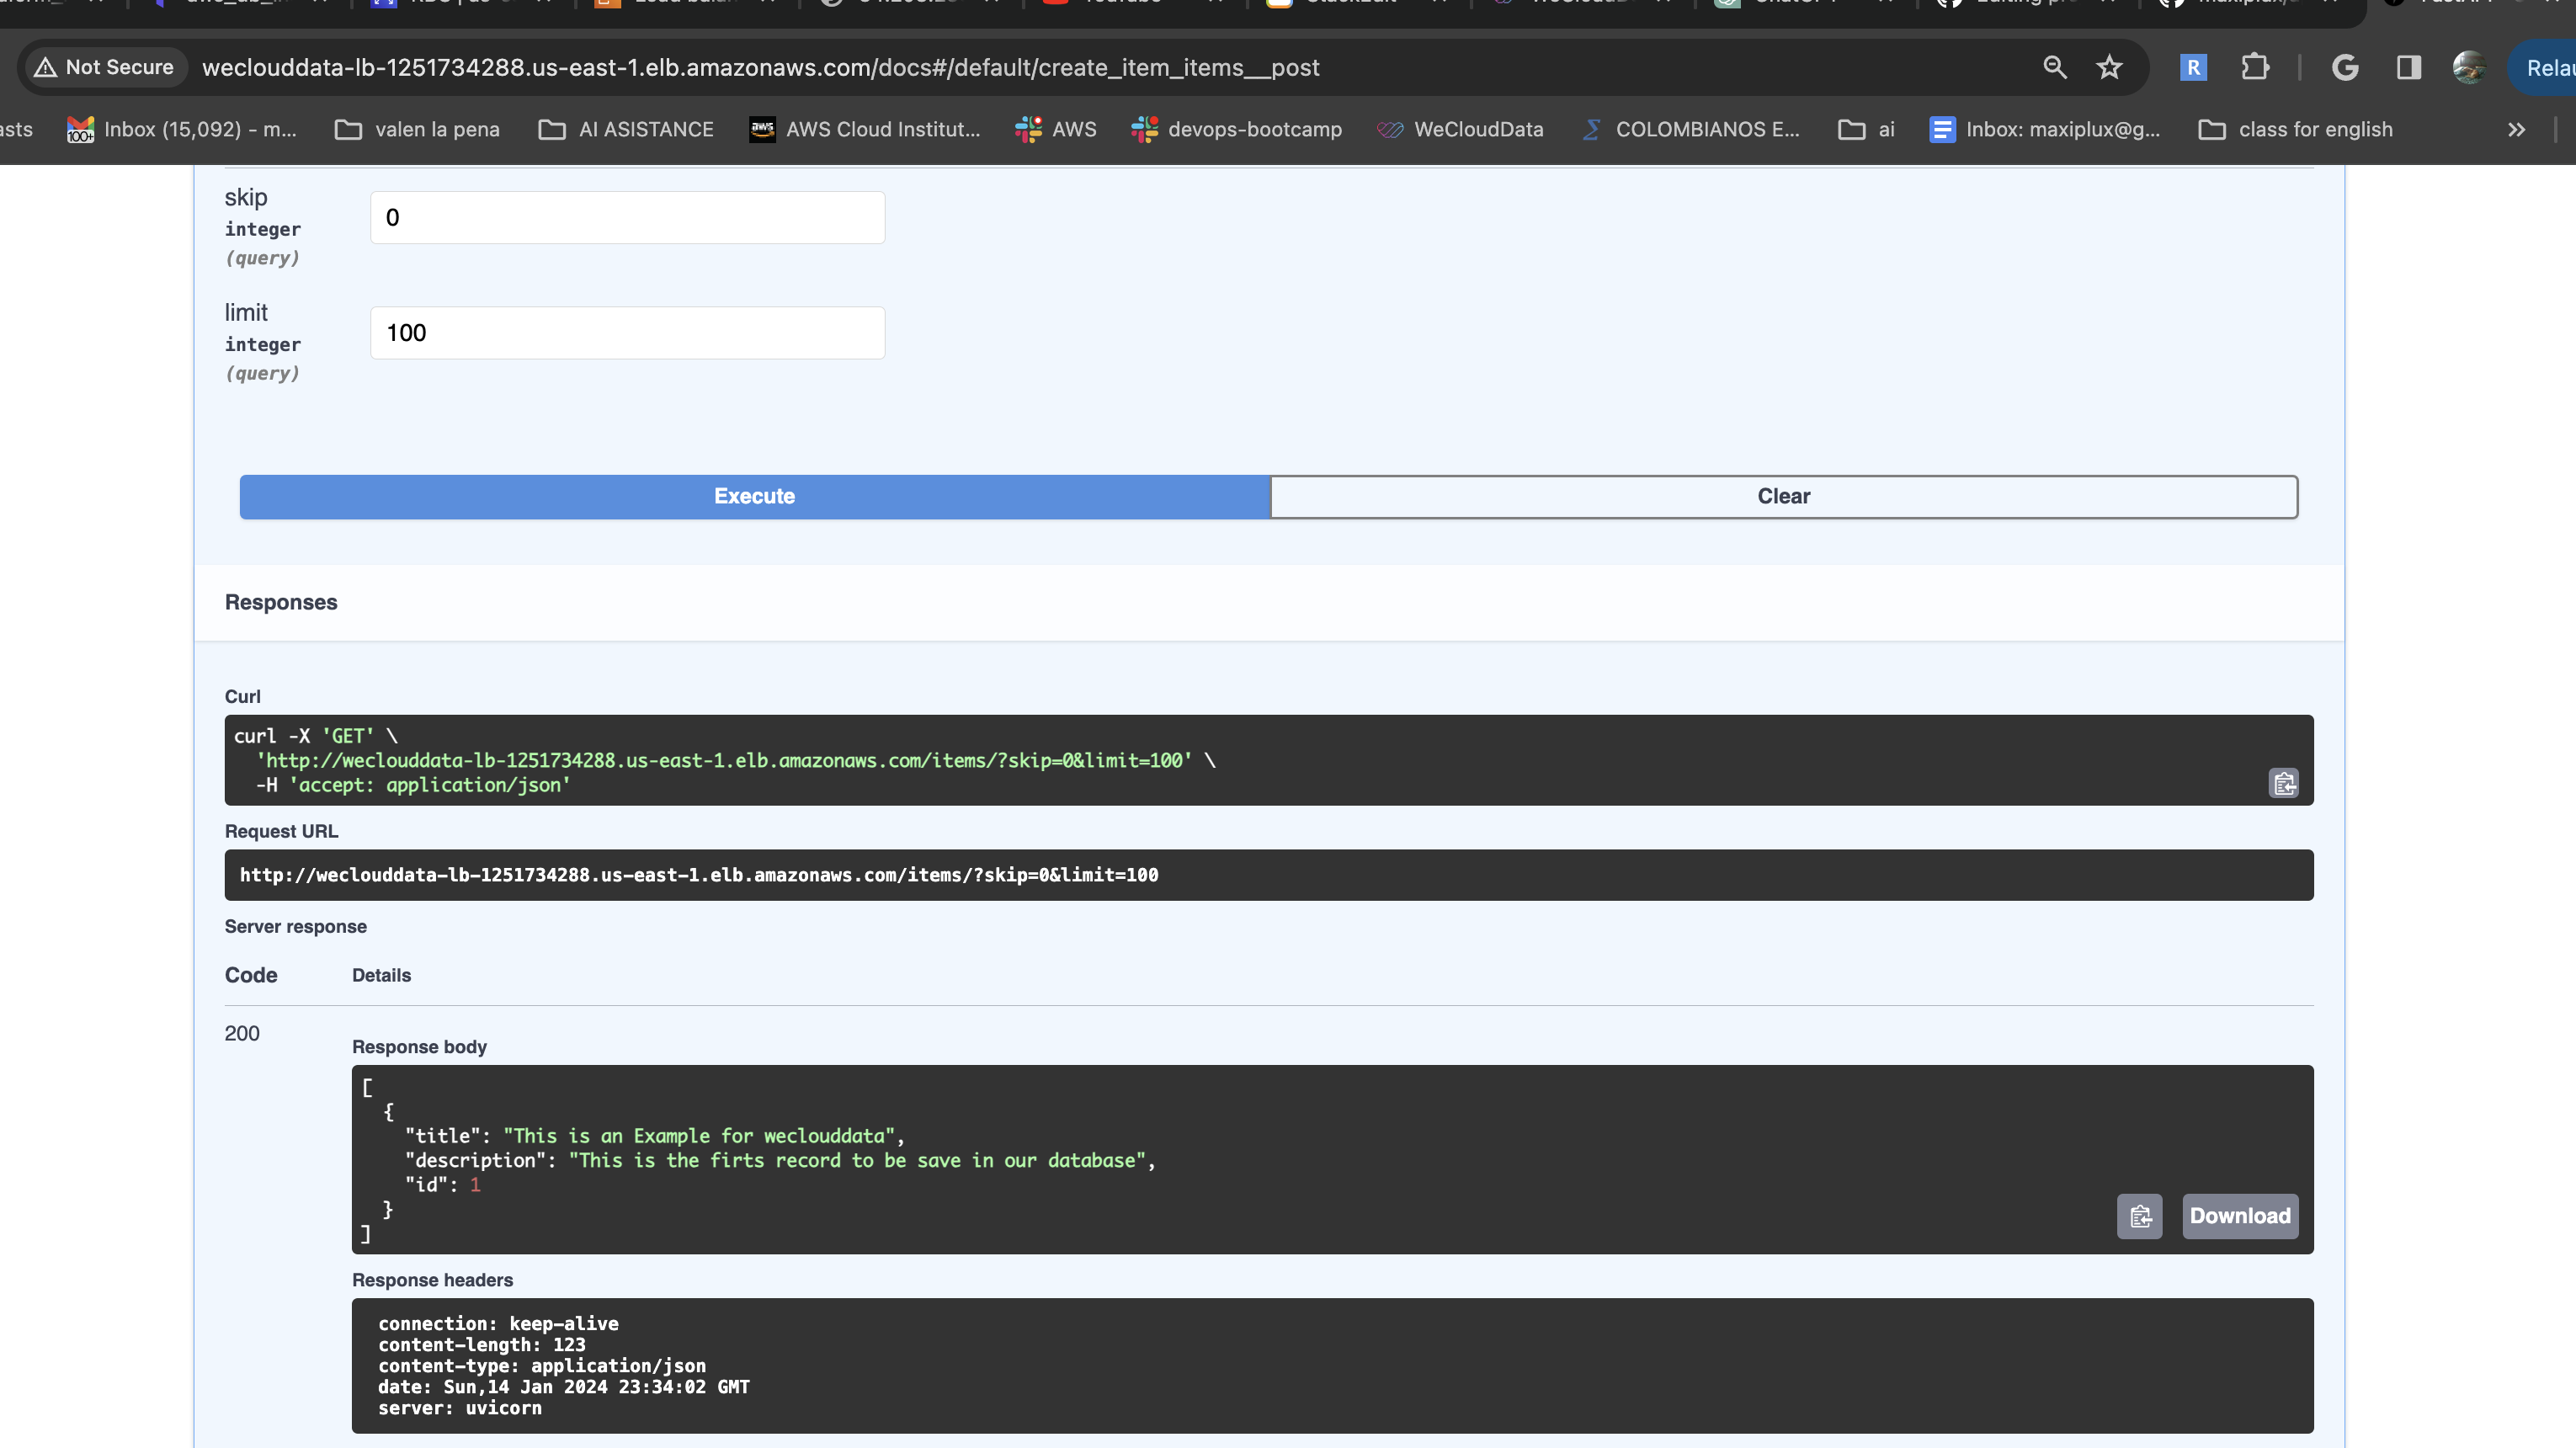 YouTube
StackEdit
ChatGPT
Not Secure
weclouddata-lb-1251734288.us-east-1.elb.amazonaws.com/docs#/default/create_item_items__post
R
G
Relau
asts
100+
Inbox (15,092) – m...
valen la pena
AI ASISTANCE
aws
AWS Cloud Institut...
AWS
devops-bootcamp
WeCloudData
COLOMBIANOS E...
ai
Inbox: maxiplux@g...
class for english
»
skip
integer
(query)
0
limit
integer
(query)
100
Execute
Clear
Responses
Curl
curl -X 'GET' \
'http://weclouddata-lb-1251734288.us-east-1.elb.amazonaws.com/items/?skip=0&limit=100' \
-H 'accept: application/json'
Request URL
http://weclouddata-lb-1251734288.us-east-1.elb.amazonaws.com/items/?skip=0&limit=100
Server response
Code
Details
200
Response body
[
{
"title": "This is an Example for weclouddata",
"description": "This is the firts record to be save in our database",
"id": 1
}
]
Download
Response headers
connection: keep-alive
content-length: 123
content-type: application/json
date: Sun,14 Jan 2024 23:34:02 GMT
server: uvicorn